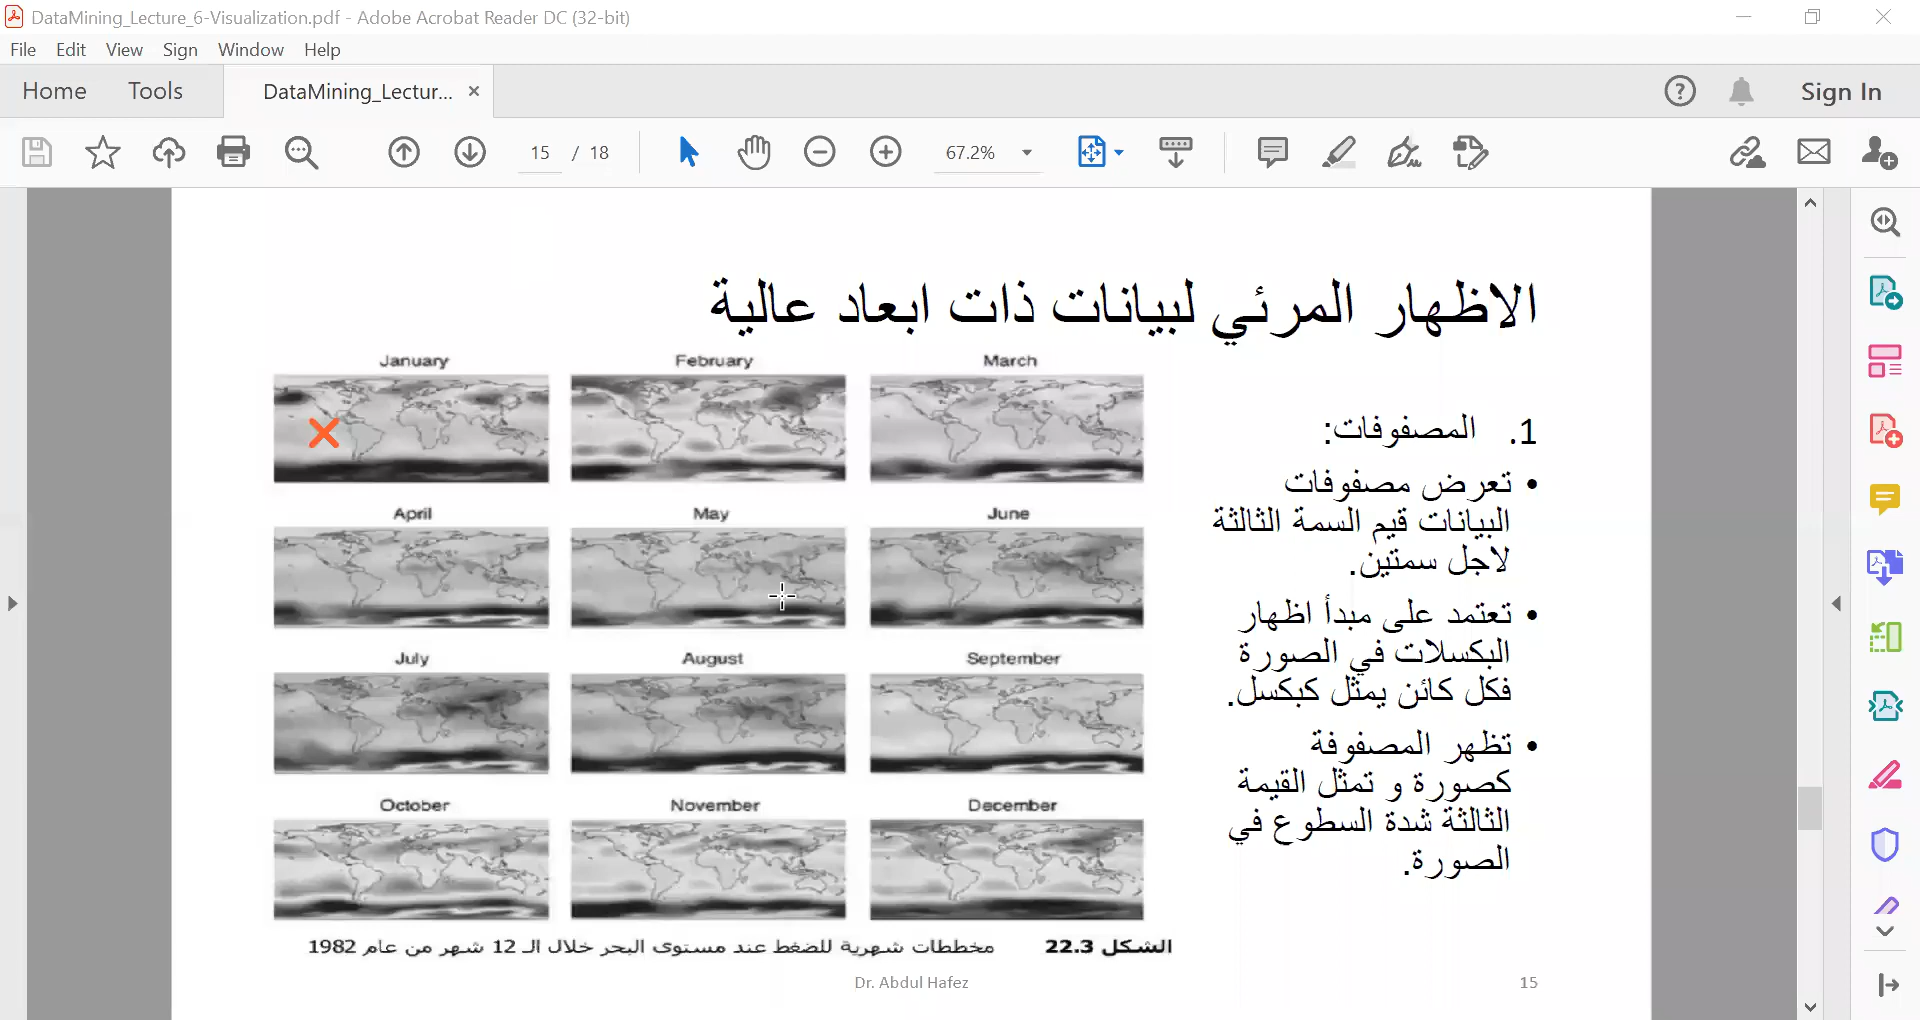 DataMining_Lecture_6-Visualization.pdf - Adobe Acrobat Reader DC (32-bit)
File Edit View Sign Window Help
Home Tools DataMining_Lectur... × Sign In
15 / 18 67.2%
الاظهار المرئي لبيانات ذات ابعاد عالية
January February March
1. المصفوفات:
• تعرض مصفوفات
البيانات قيم السمة الثالثة
لاجل سمتين.
April May June
• تعتمد على مبدأ اظهار
البكسلات في الصورة
فكل كائن يمثل كبكسل.
July August September
• تظهر المصفوفة
كصورة و تمثل القيمة
الثالثة شدة السطوع في
الصورة.
October November December
الشكل 22.3 مخططات شهرية للضغط عند مستوى البحر خلال الـ 12 شهر من عام 1982
Dr. Abdul Hafez 15